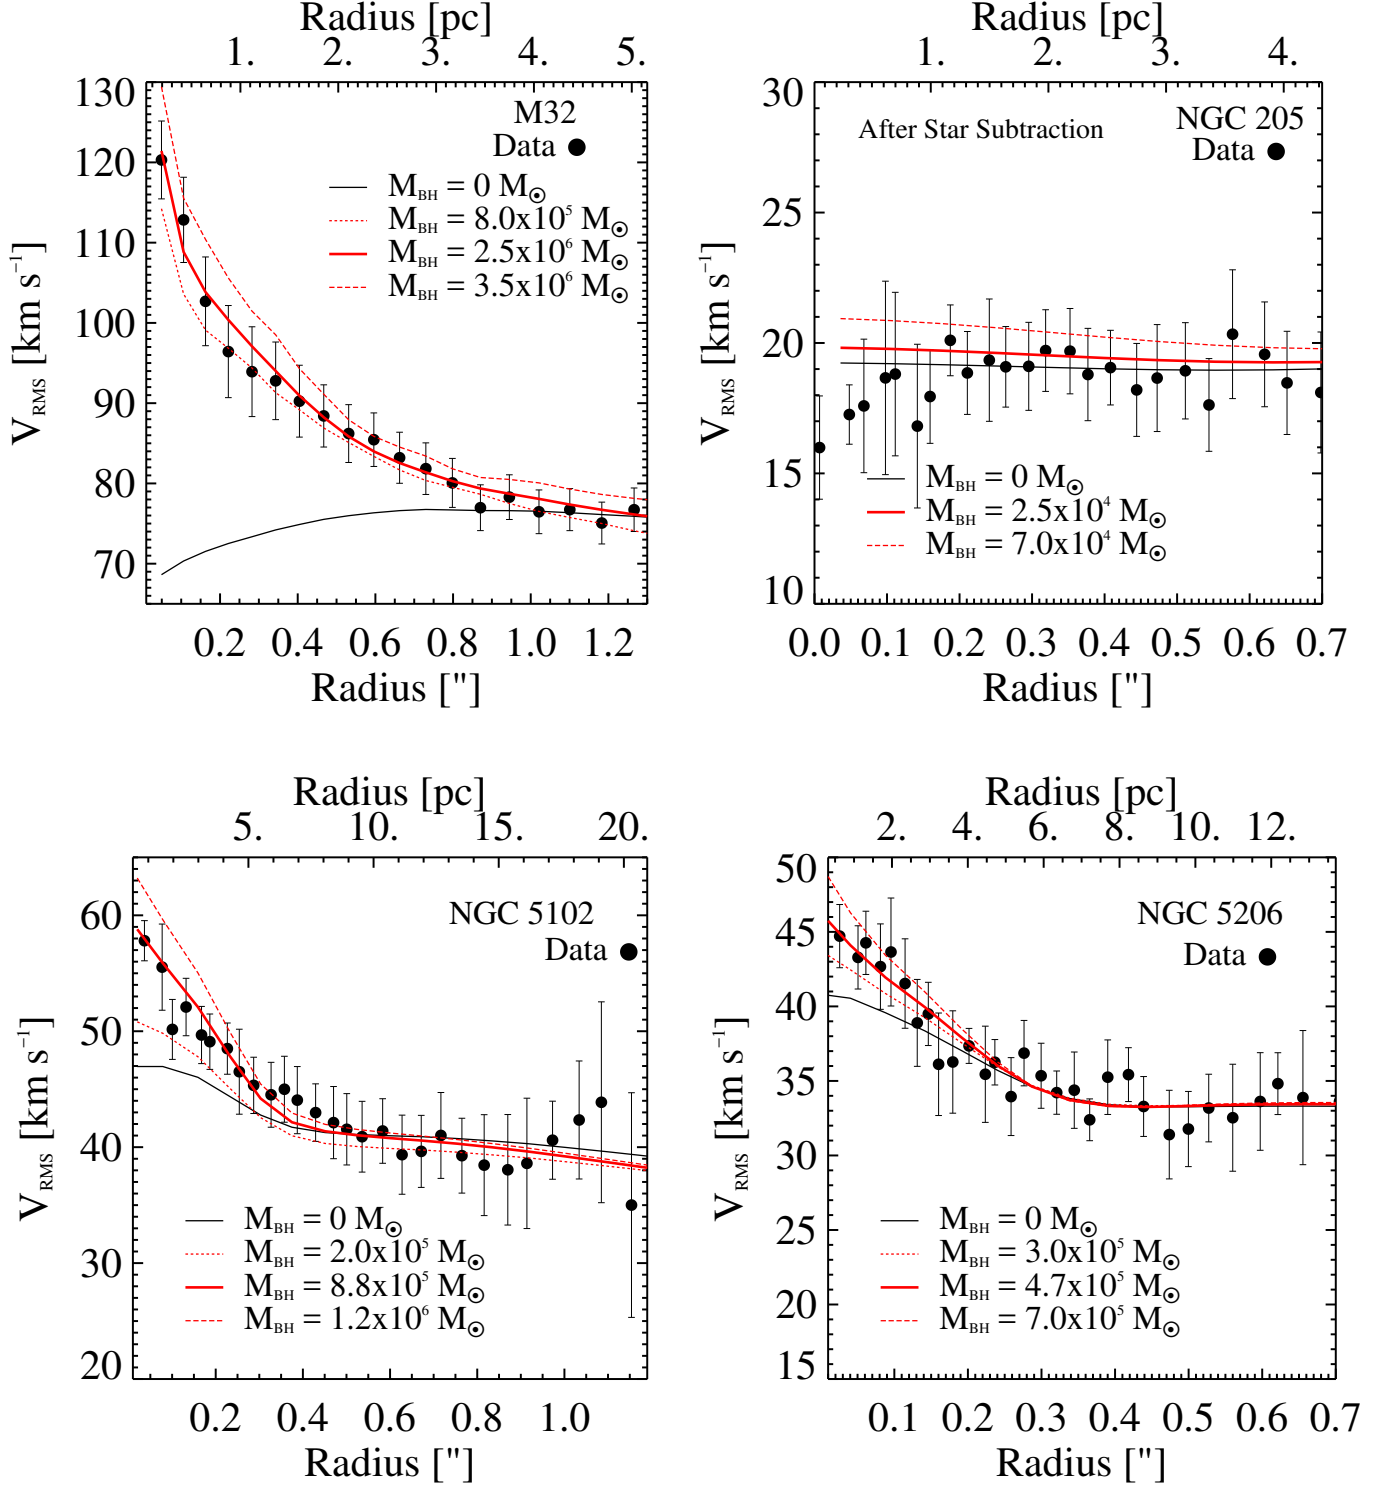 Radius [pc]
1. 2. 3. 4. 5.
M32
Data
M_BH = 0 M_⊙
M_BH = 8.0x10^5 M_⊙
M_BH = 2.5x10^6 M_⊙
M_BH = 3.5x10^6 M_⊙
V_RMS [km s^−1]
130
120
110
100
90
80
70
0.2 0.4 0.6 0.8 1.0 1.2
Radius ["]
Radius [pc]
1. 2. 3. 4.
After Star Subtraction
NGC 205
Data
M_BH = 0 M_⊙
M_BH = 2.5x10^4 M_⊙
M_BH = 7.0x10^4 M_⊙
V_RMS [km s^−1]
30
25
20
15
10
0.0 0.1 0.2 0.3 0.4 0.5 0.6 0.7
Radius ["]
Radius [pc]
5. 10. 15. 20.
NGC 5102
Data
M_BH = 0 M_⊙
M_BH = 2.0x10^5 M_⊙
M_BH = 8.8x10^5 M_⊙
M_BH = 1.2x10^6 M_⊙
V_RMS [km s^−1]
60
50
40
30
20
0.2 0.4 0.6 0.8 1.0
Radius ["]
Radius [pc]
2. 4. 6. 8. 10. 12.
NGC 5206
Data
M_BH = 0 M_⊙
M_BH = 3.0x10^5 M_⊙
M_BH = 4.7x10^5 M_⊙
M_BH = 7.0x10^5 M_⊙
V_RMS [km s^−1]
50
45
40
35
30
25
20
15
0.1 0.2 0.3 0.4 0.5 0.6 0.7
Radius ["]